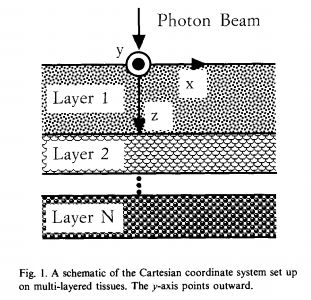 Photon Beam
y
x
Layer 1
z
Layer 2
Layer N
Fig. 1. A schematic of the Cartesian coordinate system set up
on multi-layered tissues. The y-axis points outward.